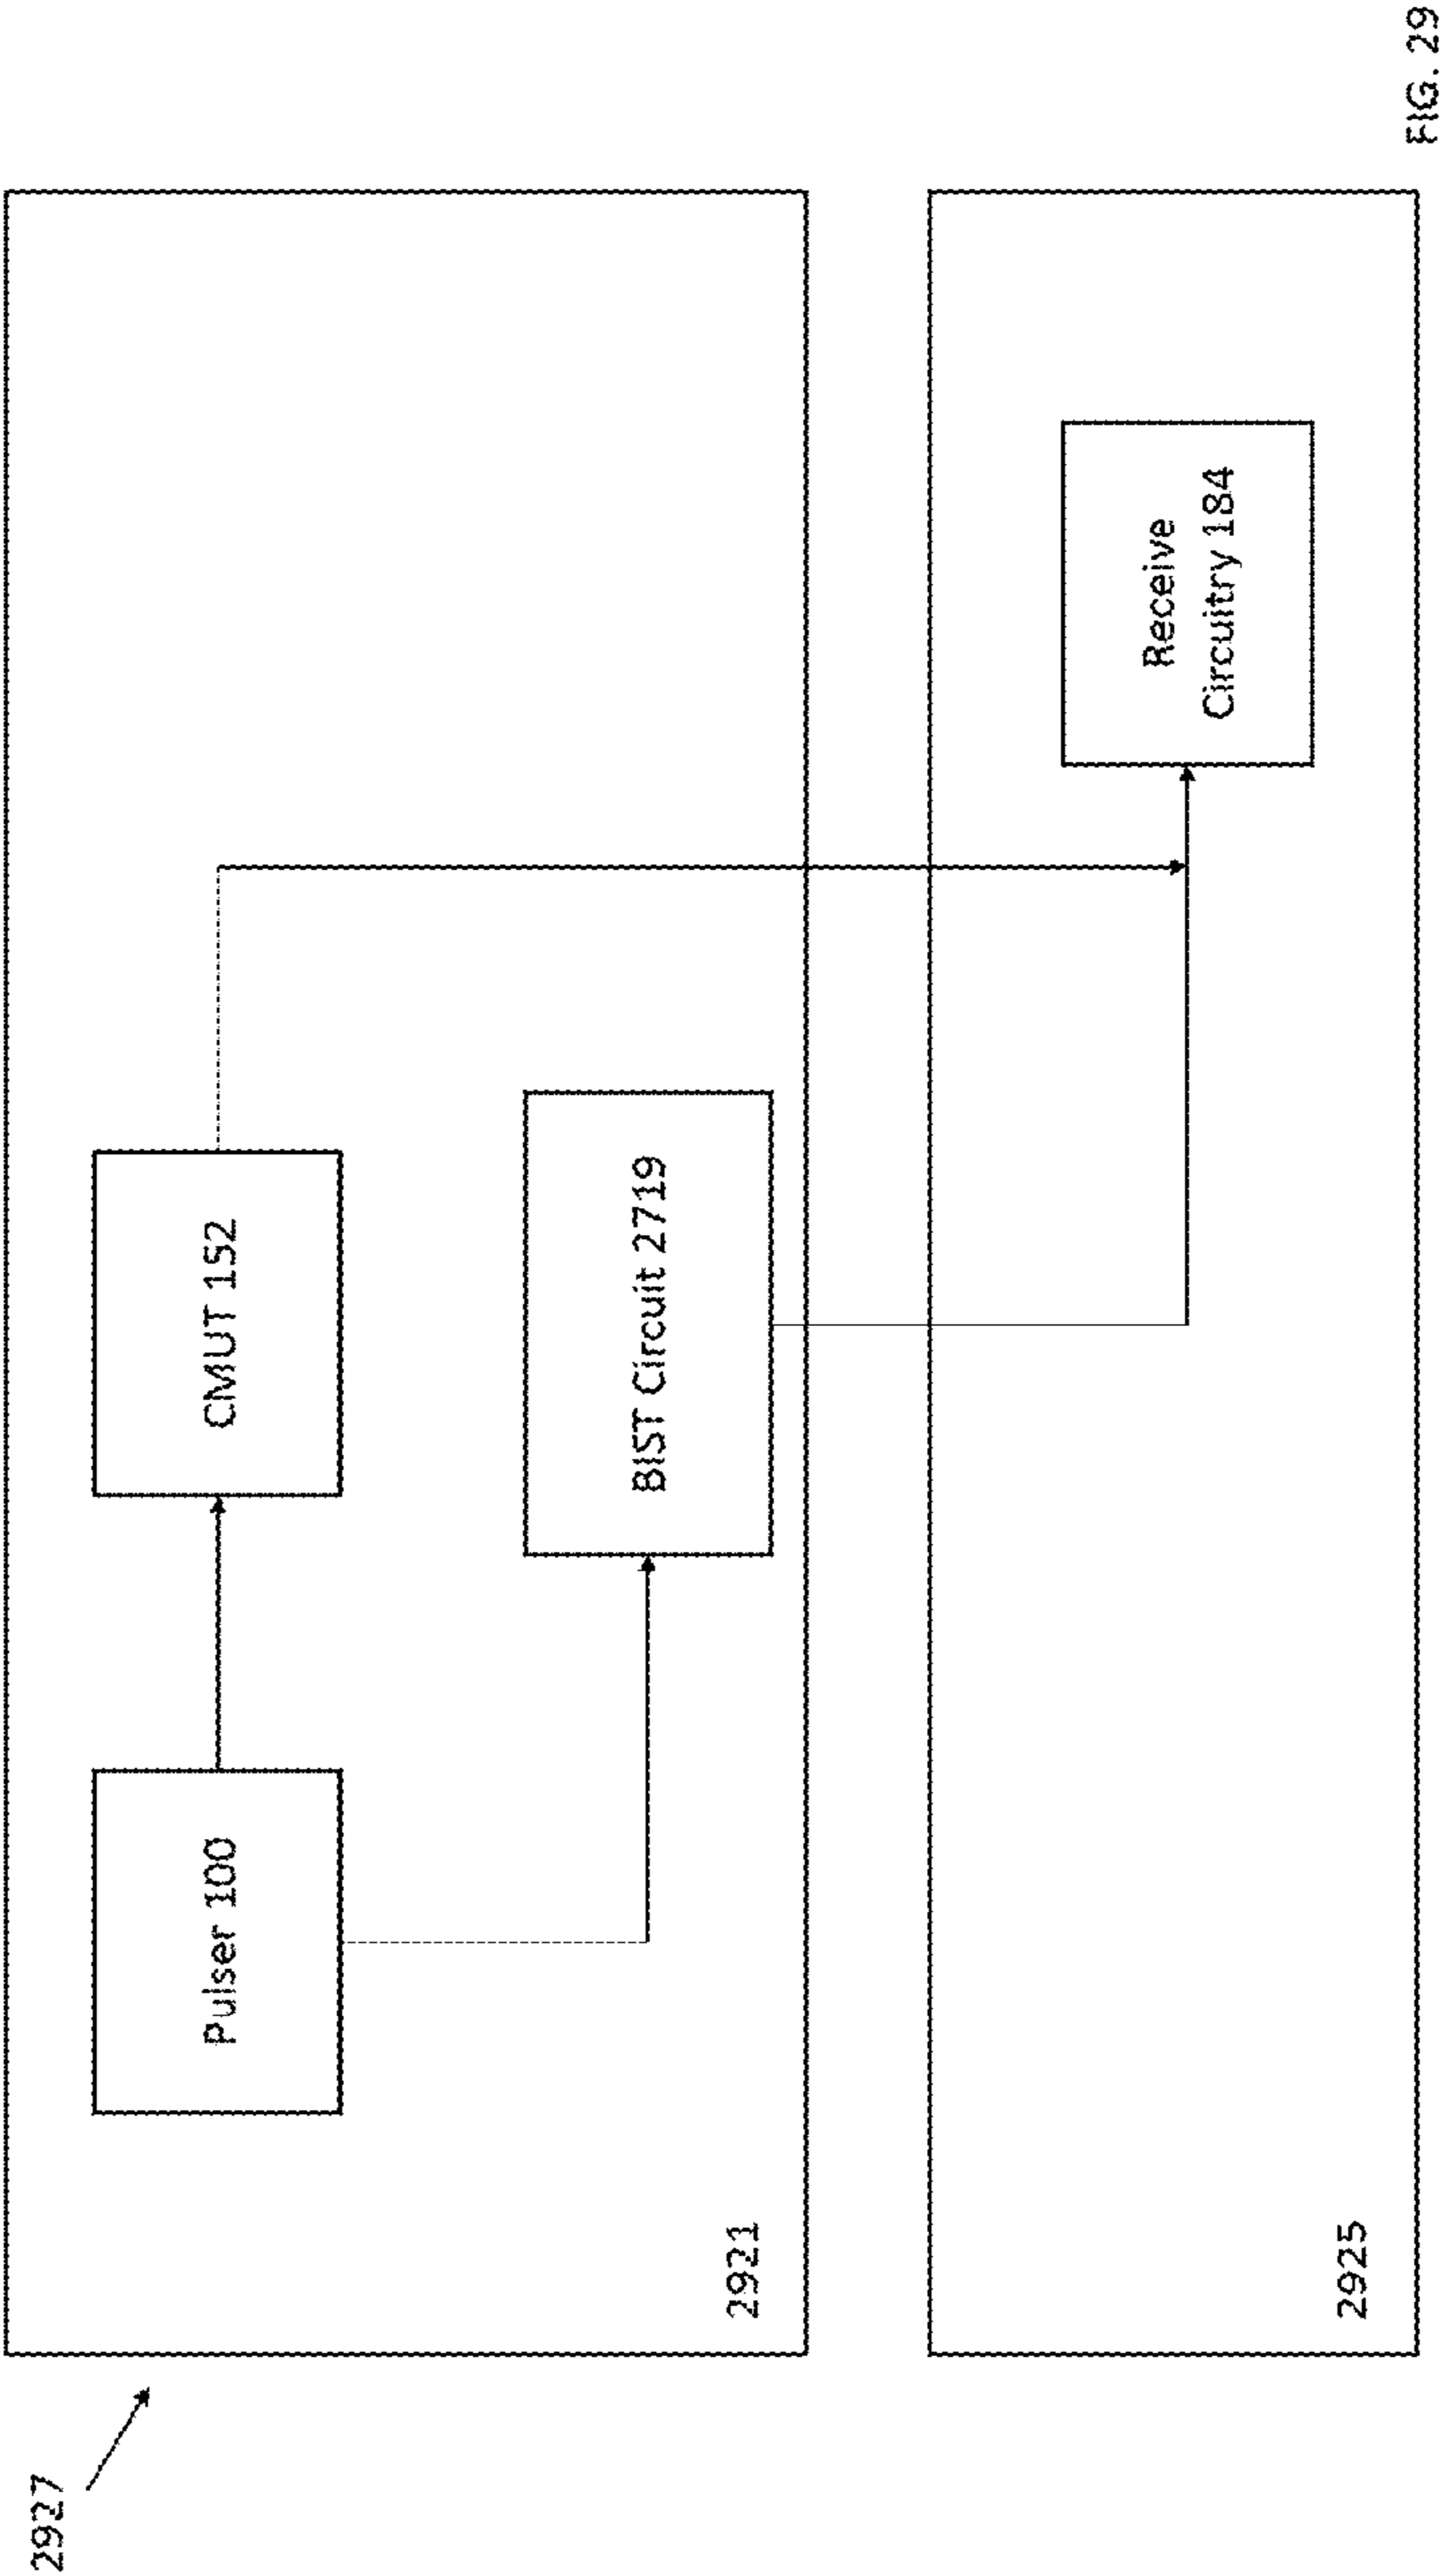 2927
Pulser 100
CMUT 152
BIST Circuit 2719
2921
Receive
Circuitry 184
2925
FIG. 29